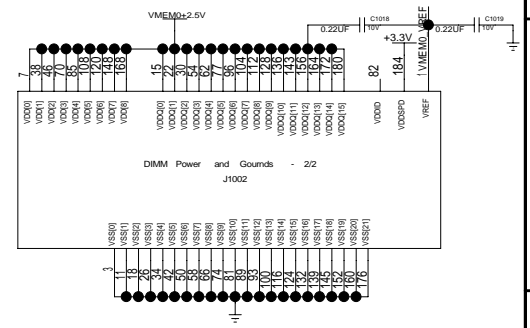 VMEM0+2.5V
0.22UF
C1018
10V
VMEM0_VREF
0.22UF
C1019
10V
+3.3V
7 38 46 70 85 108 120 148 168 15 22 30 54 62 77 96 104 112 128 136 143 156 164 172 180 82 184 1
VDD[0] VDD[1] VDD[2] VDD[3] VDD[4] VDD[5] VDD[6] VDD[7] VDD[8] VDDQ[0] VDDQ[1] VDDQ[2] VDDQ[3] VDDQ[4] VDDQ[5] VDDQ[6] VDDQ[7] VDDQ[8] VDDQ[9] VDDQ[10] VDDQ[11] VDDQ[12] VDDQ[13] VDDQ[14] VDDQ[15] VDDID VDDSPD VREF
DIMM Power and Gournds - 2/2
J1002
VSS[0] VSS[1] VSS[2] VSS[3] VSS[4] VSS[5] VSS[6] VSS[7] VSS[8] VSS[9] VSS[10] VSS[11] VSS[12] VSS[13] VSS[14] VSS[15] VSS[16] VSS[17] VSS[18] VSS[19] VSS[20] VSS[21]
3 11 18 26 34 42 50 58 66 74 81 89 93 100 116 124 132 139 145 152 160 176